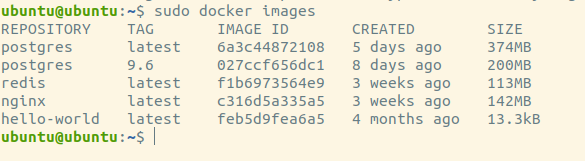 ubuntu@ubuntu:~$ sudo docker images
REPOSITORY TAG IMAGE ID CREATED SIZE
postgres latest 6a3c44872108 5 days ago 374MB
postgres 9.6 027ccf656dc1 8 days ago 200MB
redis latest f1b6973564e9 3 weeks ago 113MB
nginx latest c316d5a335a5 3 weeks ago 142MB
hello-world latest feb5d9fea6a5 4 months ago 13.3kB
ubuntu@ubuntu:~$